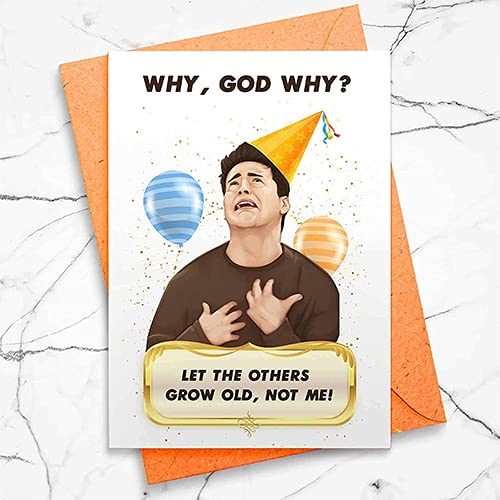 WHY, GOD WHY?
LET THE OTHERS
GROW OLD, NOT ME!